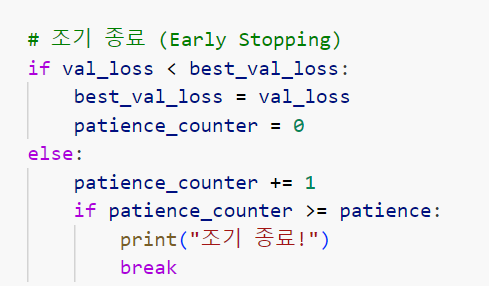 # 조기 종료 (Early Stopping)
if val_loss < best_val_loss:
    best_val_loss = val_loss
    patience_counter = 0
else:
    patience_counter += 1
    if patience_counter >= patience:
        print("조기 종료!")
        break